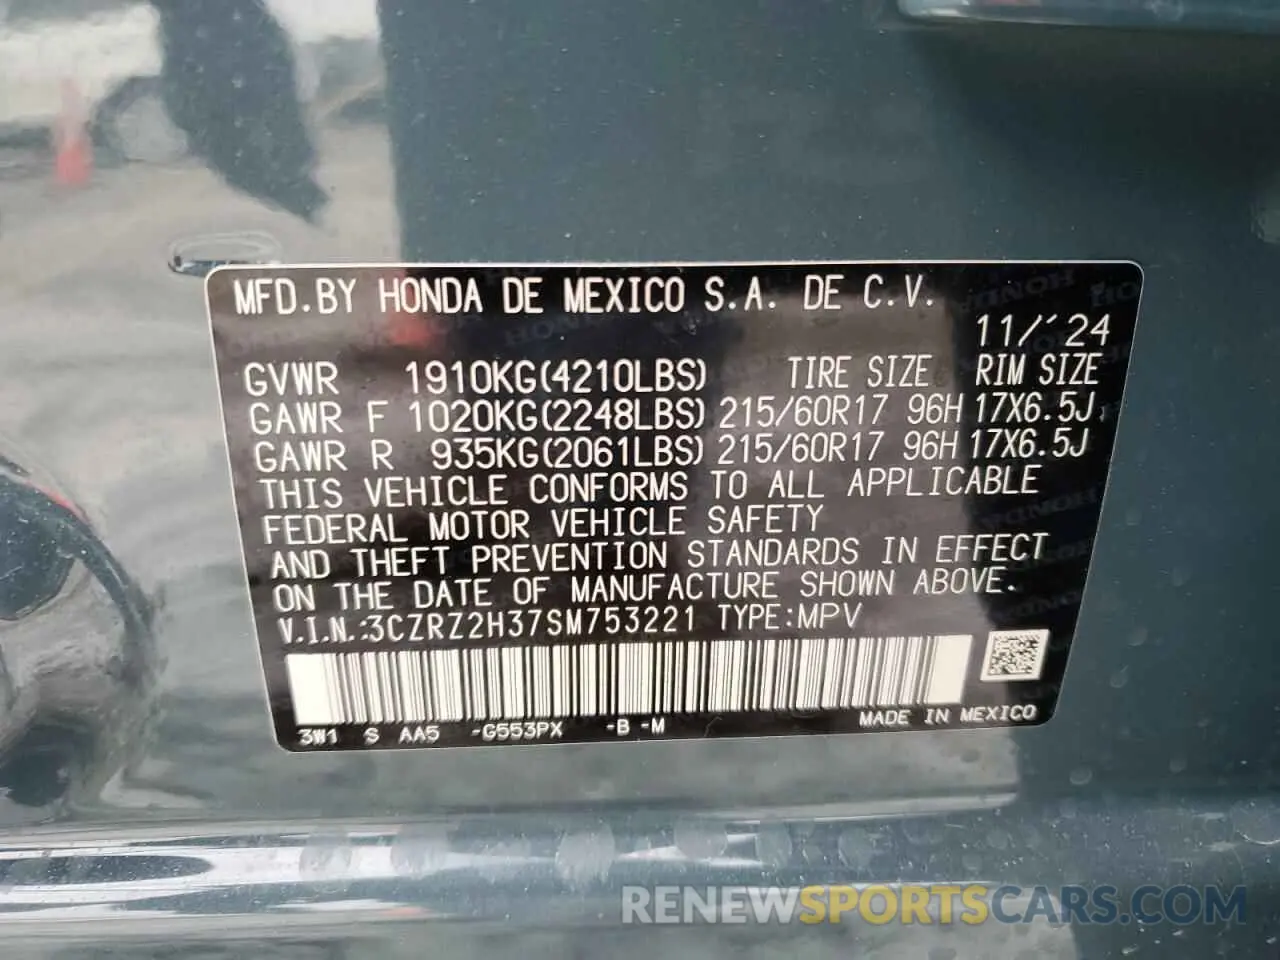 MFD.BY HONDA DE MEXICO S.A. DE C.V.
11/´24
GVWR 1910KG(4210LBS) TIRE SIZE RIM SIZE
GAWR F 1020KG(2248LBS) 215/60R17 96H 17X6.5J
GAWR R 935KG(2061LBS) 215/60R17 96H 17X6.5J
THIS VEHICLE CONFORMS TO ALL APPLICABLE
FEDERAL MOTOR VEHICLE SAFETY
AND THEFT PREVENTION STANDARDS IN EFFECT
ON THE DATE OF MANUFACTURE SHOWN ABOVE.
V.I.N.:3CZRZ2H37SM753221 TYPE:MPV
3W1 S AA5 -G553PX -B -M MADE IN MEXICO
RENEWSPORTSCARS.COM